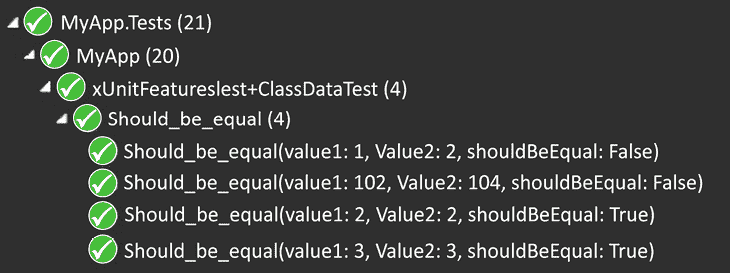 MyApp.Tests (21)
MyApp (20)
xUnitFeatureslest+ClassDataTest (4)
Should_be_equal (4)
Should_be_equal(value1: 1, Value2: 2, shouldBeEqual: False)
Should_be_equal(value1: 102, Value2: 104, shouldBeEqual: False)
Should_be_equal(value1: 2, Value2: 2, shouldBeEqual: True)
Should_be_equal(value1: 3, Value2: 3, shouldBeEqual: True)